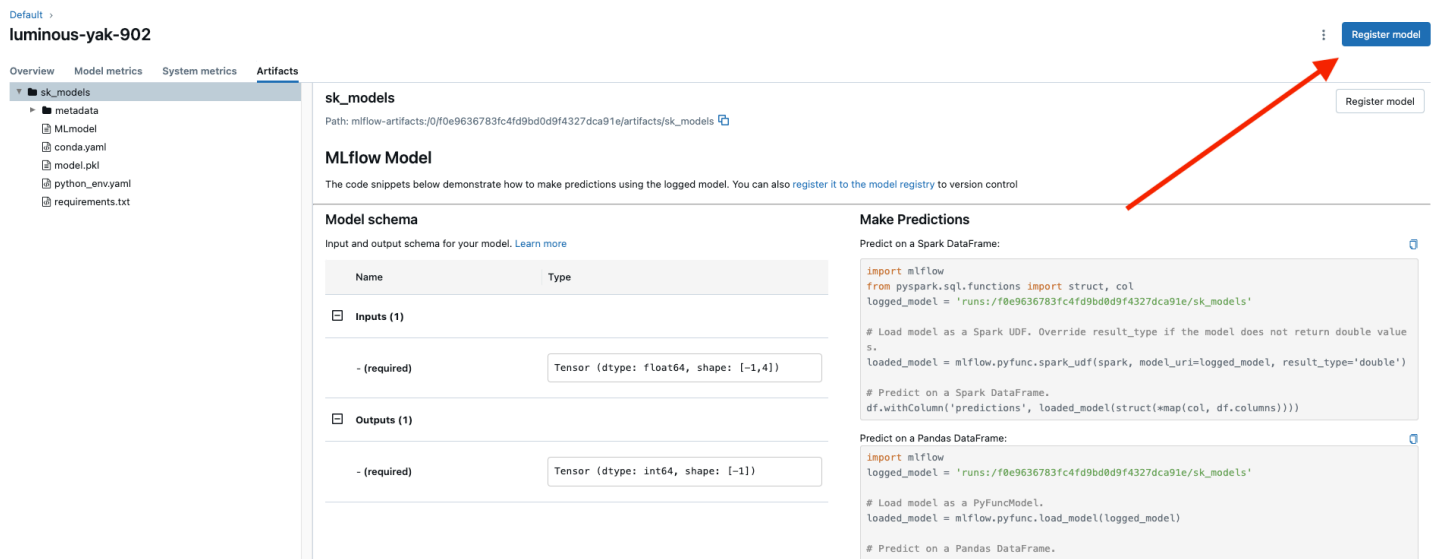 Default ›
luminous-yak-902
Register model
Overview Model metrics System metrics Artifacts
sk_models
metadata
MLmodel
conda.yaml
model.pkl
python_env.yaml
requirements.txt
sk_models
Register model
Path: mlflow-artifacts:/0/f0e9636783fc4fd9bd0d9f4327dca91e/artifacts/sk_models
MLflow Model
The code snippets below demonstrate how to make predictions using the logged model. You can also register it to the model registry to version control
Model schema
Input and output schema for your model. Learn more
Name Type
Inputs (1)
- (required) Tensor (dtype: float64, shape: [-1,4])
Outputs (1)
- (required) Tensor (dtype: int64, shape: [-1])
Make Predictions
Predict on a Spark DataFrame:
import mlflow
from pyspark.sql.functions import struct, col
logged_model = 'runs:/f0e9636783fc4fd9bd0d9f4327dca91e/sk_models'
# Load model as a Spark UDF. Override result_type if the model does not return double value
s.
loaded_model = mlflow.pyfunc.spark_udf(spark, model_uri=logged_model, result_type='double')
# Predict on a Spark DataFrame.
df.withColumn('predictions', loaded_model(struct(*map(col, df.columns))))
Predict on a Pandas DataFrame:
import mlflow
logged_model = 'runs:/f0e9636783fc4fd9bd0d9f4327dca91e/sk_models'
# Load model as a PyFuncModel.
loaded_model = mlflow.pyfunc.load_model(logged_model)
# Predict on a Pandas DataFrame.